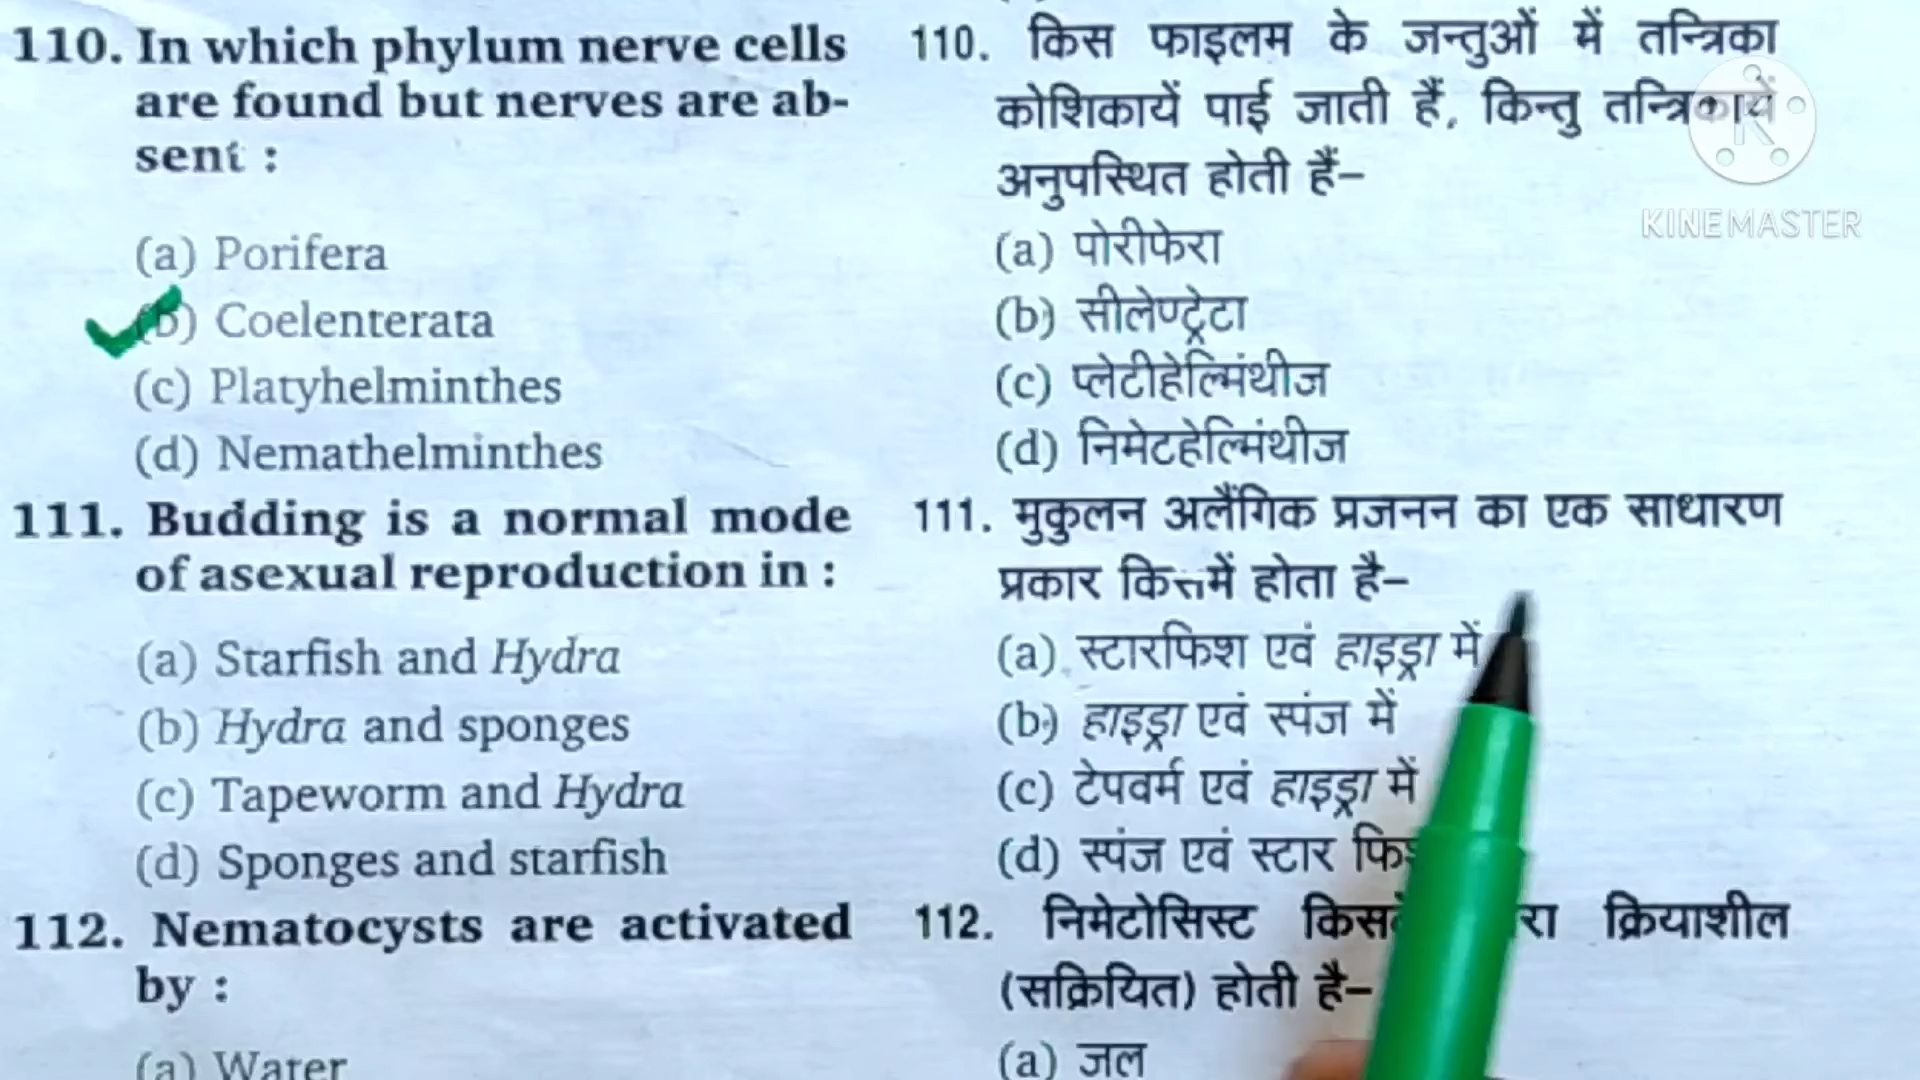 110. In which phylum nerve cells
are found but nerves are ab-
sent :
(a) Porifera
(b) Coelenterata
(c) Platyhelminthes
(d) Nemathelminthes
111. Budding is a normal mode
of asexual reproduction in :
(a) Starfish and Hydra
(b) Hydra and sponges
(c) Tapeworm and Hydra
(d) Sponges and starfish
112. Nematocysts are activated
by :
(a) Water
110. किस फाइलम के जन्तुओं में तन्त्रिका
कोशिकायें पाई जाती हैं, किन्तु तन्त्रिकायें
अनुपस्थित होती हैं–
(a) पोरीफेरा
(b) सीलेण्ट्रेटा
(c) प्लेटीहेल्मिंथीज
(d) निमेटहेल्मिंथीज
111. मुकुलन अलैंगिक प्रजनन का एक साधारण
प्रकार किसमें होता है–
(a) स्टारफिश एवं हाइड्रा में
(b) हाइड्रा एवं स्पंज में
(c) टेपवर्म एवं हाइड्रा में
(d) स्पंज एवं स्टार
112. निमेटोसिस्ट क्रियाशील
(सक्रियित) होती है–
(a) जल
KINEMASTER